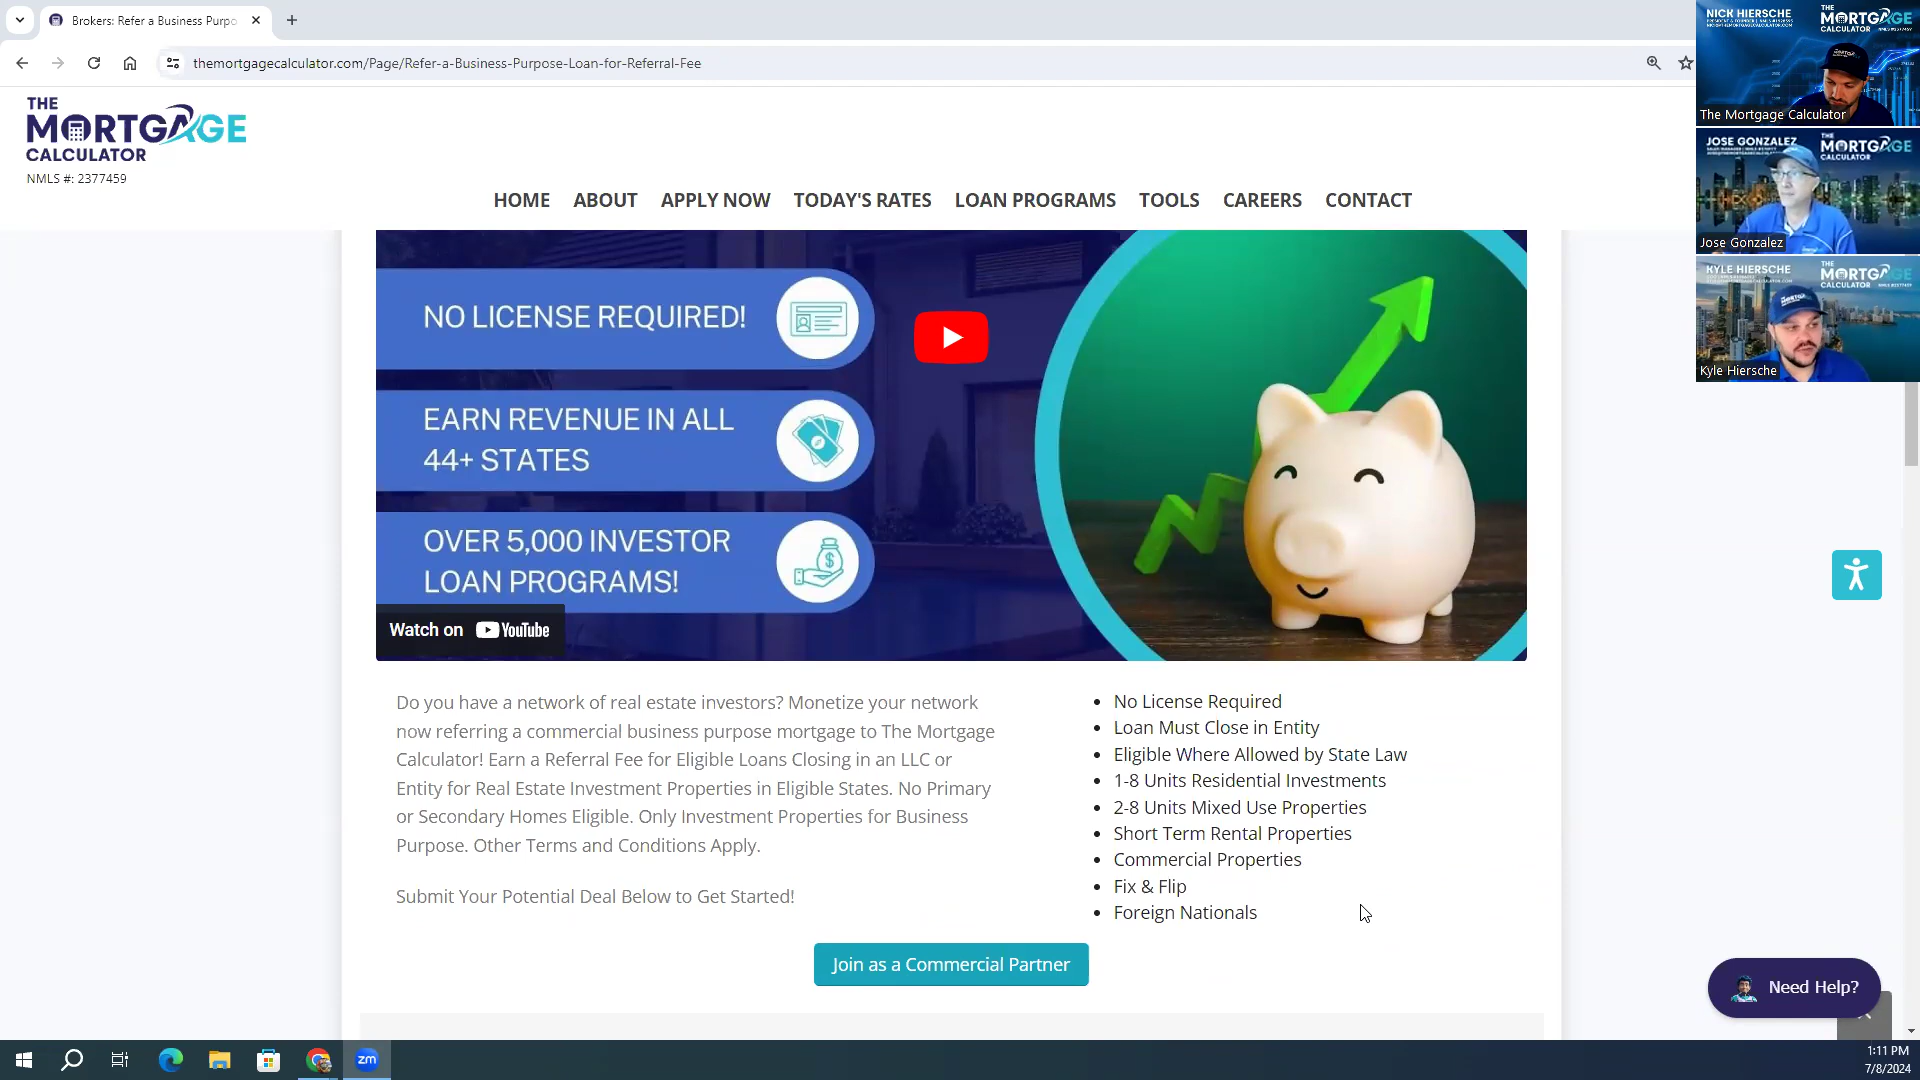 Brokers: Refer a Business Purpo
themortgagecalculator.com/Page/Refer-a-Business-Purpose-Loan-for-Referral-Fee
THE
MORTGAGE
CALCULATOR
NMLS #: 2377459
HOME ABOUT APPLY NOW TODAY'S RATES LOAN PROGRAMS TOOLS CAREERS CONTACT
NO LICENSE REQUIRED!
EARN REVENUE IN ALL
44+ STATES
OVER 5,000 INVESTOR
LOAN PROGRAMS!
Watch on YouTube
Do you have a network of real estate investors? Monetize your network
now referring a commercial business purpose mortgage to The Mortgage
Calculator! Earn a Referral Fee for Eligible Loans Closing in an LLC or
Entity for Real Estate Investment Properties in Eligible States. No Primary
or Secondary Homes Eligible. Only Investment Properties for Business
Purpose. Other Terms and Conditions Apply.
Submit Your Potential Deal Below to Get Started!
No License Required
Loan Must Close in Entity
Eligible Where Allowed by State Law
1-8 Units Residential Investments
2-8 Units Mixed Use Properties
Short Term Rental Properties
Commercial Properties
Fix & Flip
Foreign Nationals
Join as a Commercial Partner
Need Help?
NICK HIERSCHE
THE
MORTGAGE
CALCULATOR
The Mortgage Calculator
JOSE GONZALEZ
THE
MORTGAGE
CALCULATOR
Jose Gonzalez
KYLE HIERSCHE
THE
MORTGAGE
CALCULATOR
Kyle Hiersche
zm
1:11 PM
7/8/2024